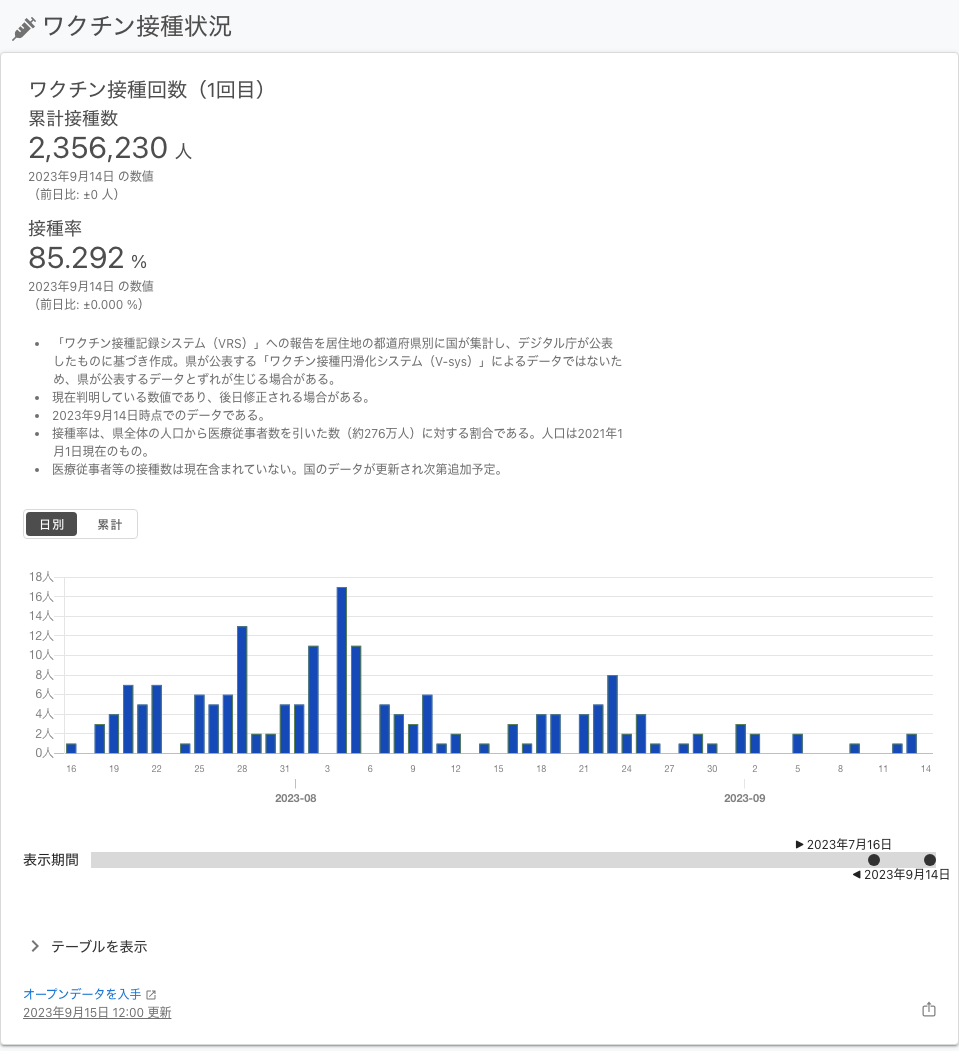 ワクチン接種状況
ワクチン接種回数（1回目）
累計接種数
2,356,230 人
2023年9月14日 の数値
（前日比: ±0 人）
接種率
85.292 %
2023年9月14日 の数値
（前日比: ±0.000 %）
• 「ワクチン接種記録システム（VRS）」への報告を居住地の都道府県別に国が集計し、デジタル庁が公表
したものに基づき作成。県が公表する「ワクチン接種円滑化システム（V-sys）」によるデータではないた
め、県が公表するデータとずれが生じる場合がある。
• 現在判明している数値であり、後日修正される場合がある。
• 2023年9月14日時点でのデータである。
• 接種率は、県全体の人口から医療従事者数を引いた数（約276万人）に対する割合である。人口は2021年1
月1日現在のもの。
• 医療従事者等の接種数は現在含まれていない。国のデータが更新され次第追加予定。
日別 累計
18人
16人
14人
12人
10人
8人
6人
4人
2人
0人
16 19 22 25 28 31 3 6 9 12 15 18 21 24 27 30 2 5 8 11 14
2023-08 2023-09
▶ 2023年7月16日
表示期間
◀ 2023年9月14日
テーブルを表示
オープンデータを入手
2023年9月15日 12:00 更新